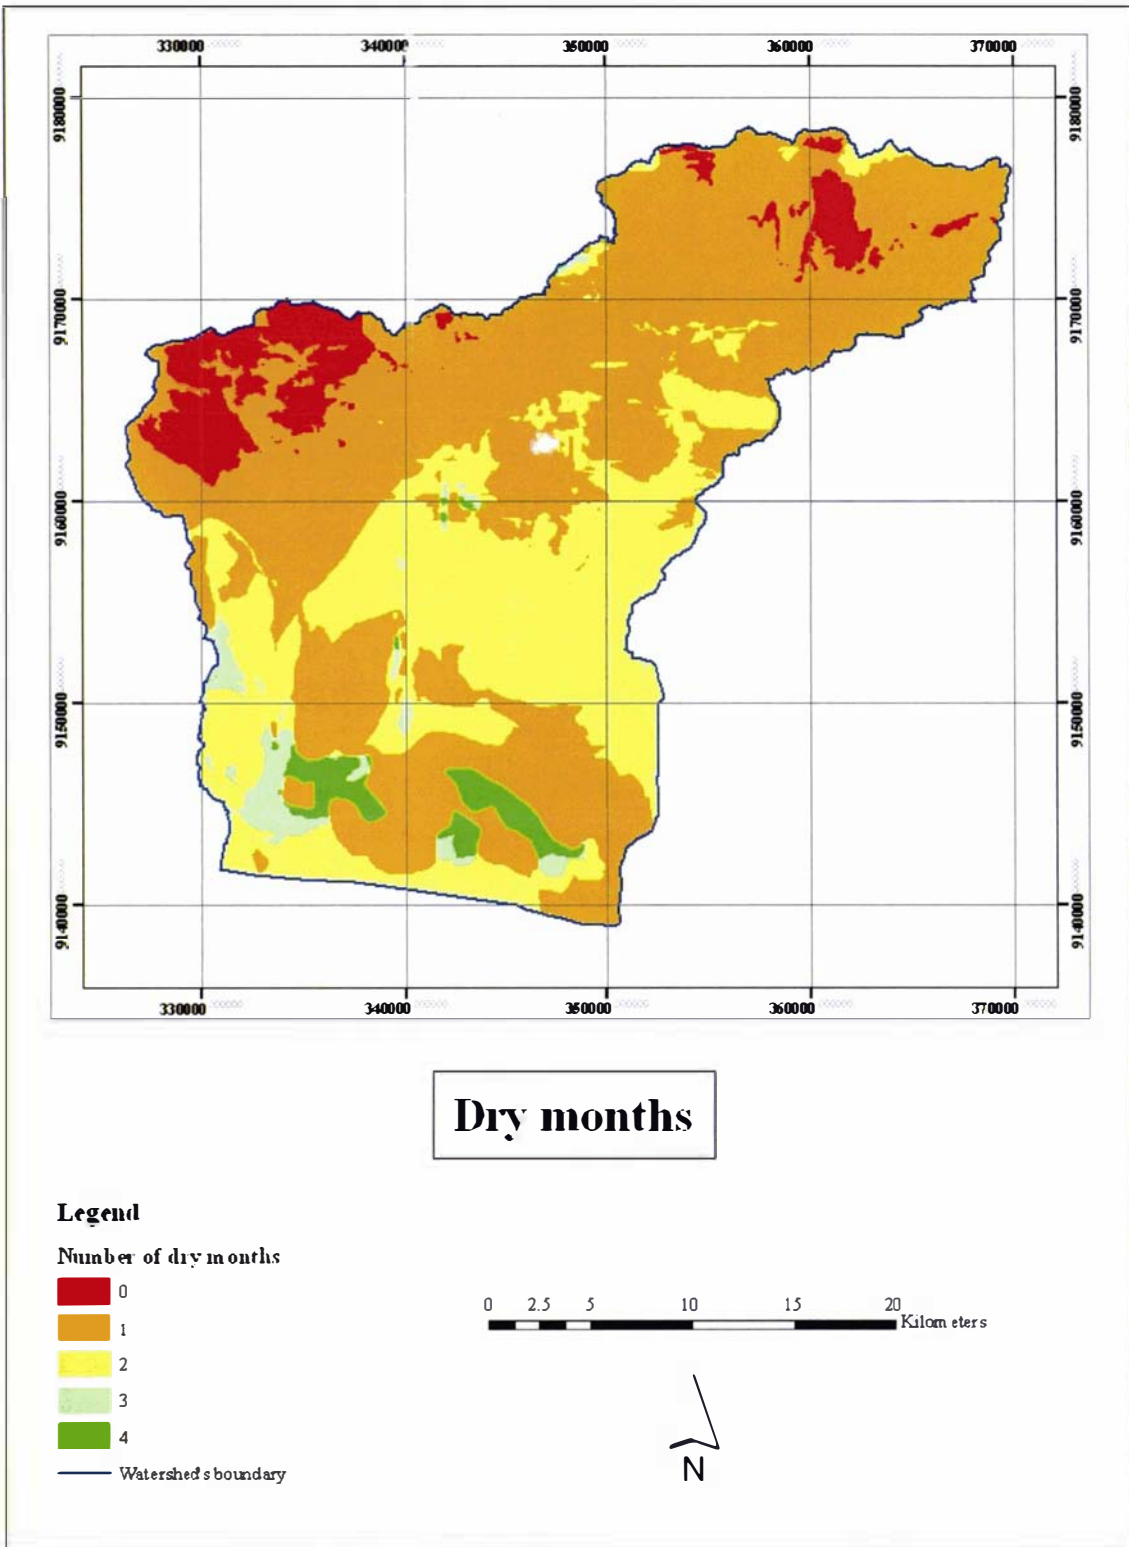 330000 340000 350000 360000 370000
9180000 9180000
9170000 9170000
9160000 9160000
9150000 9150000
9140000 9140000
330000 340000 350000 360000 370000
Dry months
Legend
Number of dry months
0
1
2
3
4
Watershed's boundary
0 2.5 5 10 15 20
Kilometers
N